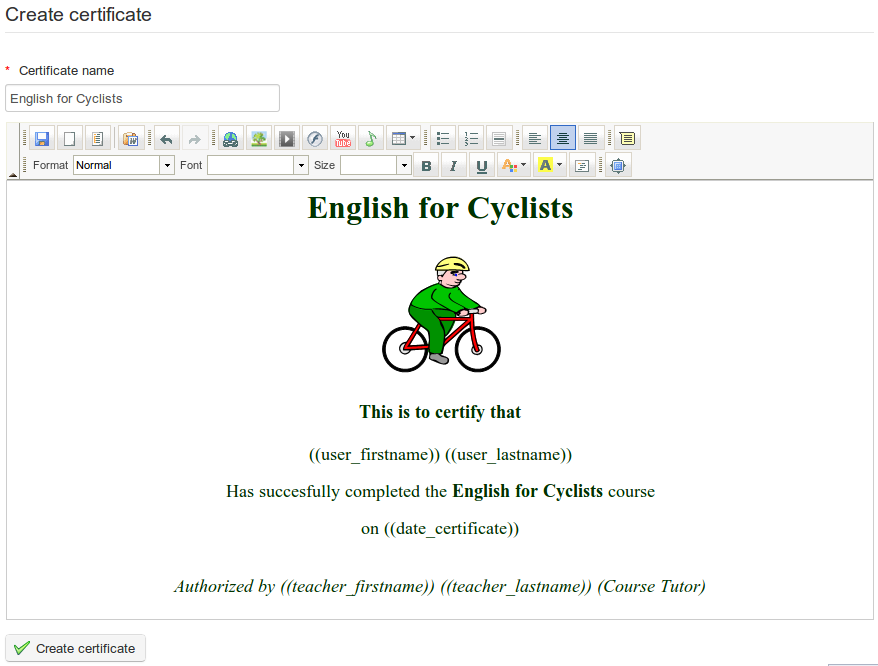 Create certificate
* Certificate name
English for Cyclists
Format Normal Font Size
B I U A A
English for Cyclists
This is to certify that
((user_firstname)) ((user_lastname))
Has succesfully completed the English for Cyclists course
on ((date_certificate))
Authorized by ((teacher_firstname)) ((teacher_lastname)) (Course Tutor)
Create certificate